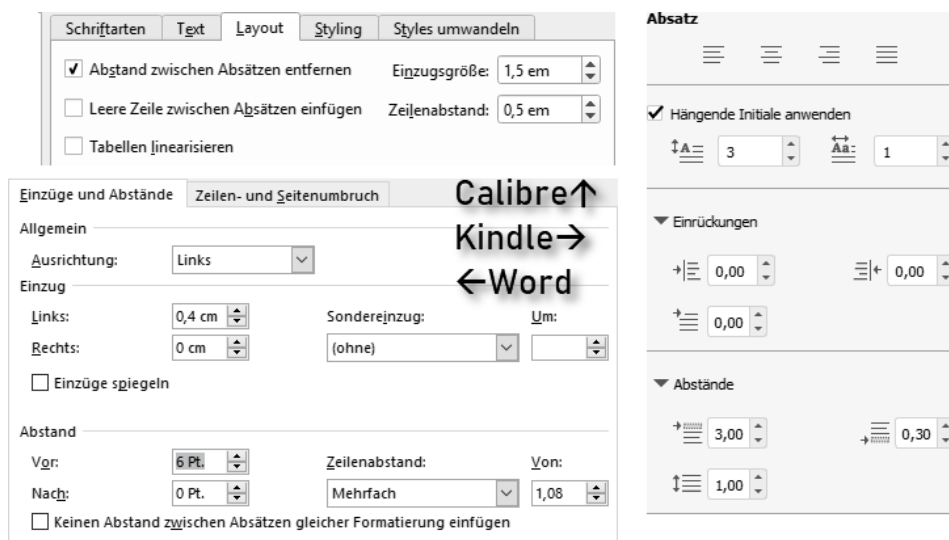 Schriftarten Text Layout Styling Styles umwandeln
Abstand zwischen Absätzen entfernen Einzugsgröße: 1,5 em
Leere Zeile zwischen Absätzen einfügen Zeilenabstand: 0,5 em
Tabellen linearisieren
Calibre↑
Kindle→
←Word
Einzüge und Abstände Zeilen- und Seitenumbruch
Allgemein
Ausrichtung: Links
Einzug
Links: 0,4 cm Sondereinzug: Um:
Rechts: 0 cm (ohne)
Einzüge spiegeln
Abstand
Vor: 6 Pt. Zeilenabstand: Von:
Nach: 0 Pt. Mehrfach 1,08
Keinen Abstand zwischen Absätzen gleicher Formatierung einfügen
Absatz
Hängende Initiale anwenden
A 3 Aa 1
Einrückungen
0,00 0,00
0,00
Abstände
3,00 0,30
1,00